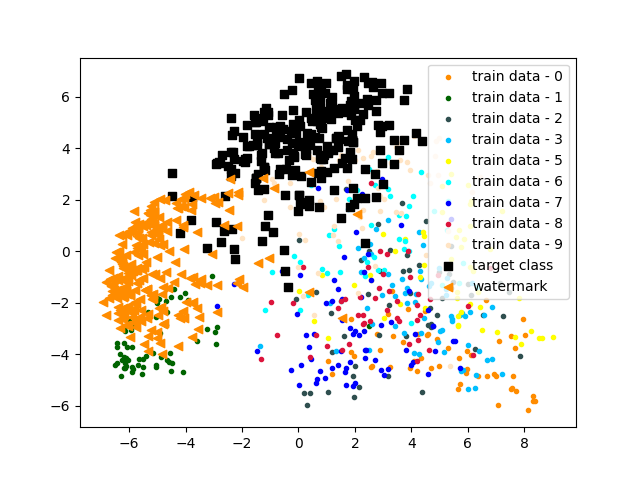 train data - 0
train data - 1
train data - 2
train data - 3
train data - 5
train data - 6
train data - 7
train data - 8
train data - 9
target class
watermark
6
4
2
0
−2
−4
−6
−6 −4 −2 0 2 4 6 8